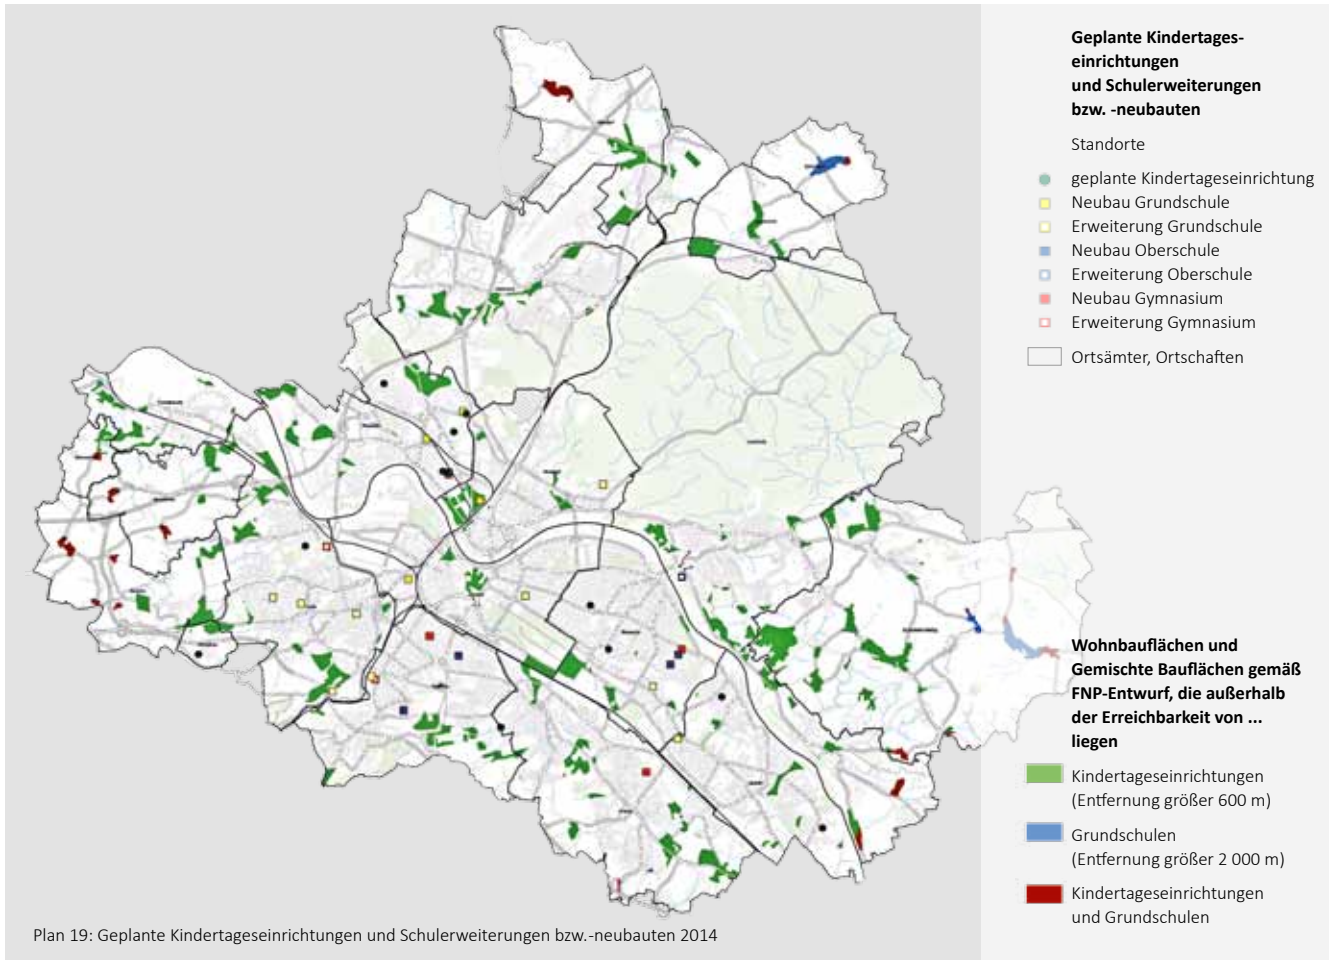 Geplante Kindertages-
einrichtungen
und Schulerweiterungen
bzw. -neubauten
Standorte
geplante Kindertageseinrichtung
Neubau Grundschule
Erweiterung Grundschule
Neubau Oberschule
Erweiterung Oberschule
Neubau Gymnasium
Erweiterung Gymnasium
Ortsämter, Ortschaften
Wohnbauflächen und
Gemischte Bauflächen gemäß
FNP-Entwurf, die außerhalb
der Erreichbarkeit von ...
liegen
Kindertageseinrichtungen
(Entfernung größer 600 m)
Grundschulen
(Entfernung größer 2 000 m)
Kindertageseinrichtungen
und Grundschulen
Plan 19: Geplante Kindertageseinrichtungen und Schulerweiterungen bzw.-neubauten 2014